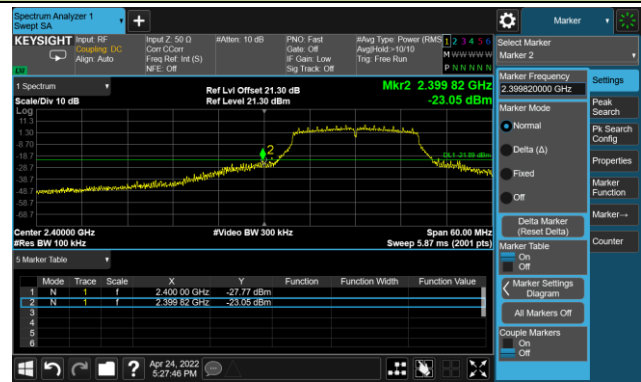 Spectrum Analyzer 1
Swept SA
+
Marker
KEYSIGHT
Input: RF
Coupling: DC
Align: Auto
Input Z: 50 Ω
Corr CCorr
Freq Ref: Int (S)
NFE: Off
#Atten: 10 dB
PNO: Fast
Gate: Off
IF Gain: Low
Sig Track: Off
#Avg Type: Power (RMS
Avg|Hold:>10/10
Trig: Free Run
1 2 3 4 5 6
M W W W W W
P N N N N N
LW
Select Marker
Marker 2
1 Spectrum
Scale/Div 10 dB
Log
Ref Lvl Offset 21.30 dB
Ref Level 21.30 dBm
Mkr2 2.399 82 GHz
-23.05 dBm
11.3
1.30
-8.70
-18.7
-28.7
-38.7
-48.7
-58.7
-68.7
2
DL1 -21.89 dBm
Center 2.40000 GHz
#Res BW 100 kHz
#Video BW 300 kHz
Span 60.00 MHz
Sweep 5.87 ms (2001 pts)
5 Marker Table
Mode Trace Scale X Y Function Function Width Function Value
1 N 1 f 2.400 00 GHz -27.77 dBm
2 N 1 f 2.399 82 GHz -23.05 dBm
3
4
5
6
Marker Frequency
2.399820000 GHz
Marker Mode
Normal
Delta (Δ)
Fixed
Off
Delta Marker
(Reset Delta)
Marker Table
On
Off
Marker Settings
Diagram
All Markers Off
Couple Markers
On
Off
Settings
Peak
Search
Pk Search
Config
Properties
Marker
Function
Marker→
Counter
?
Apr 24, 2022
5:27:46 PM